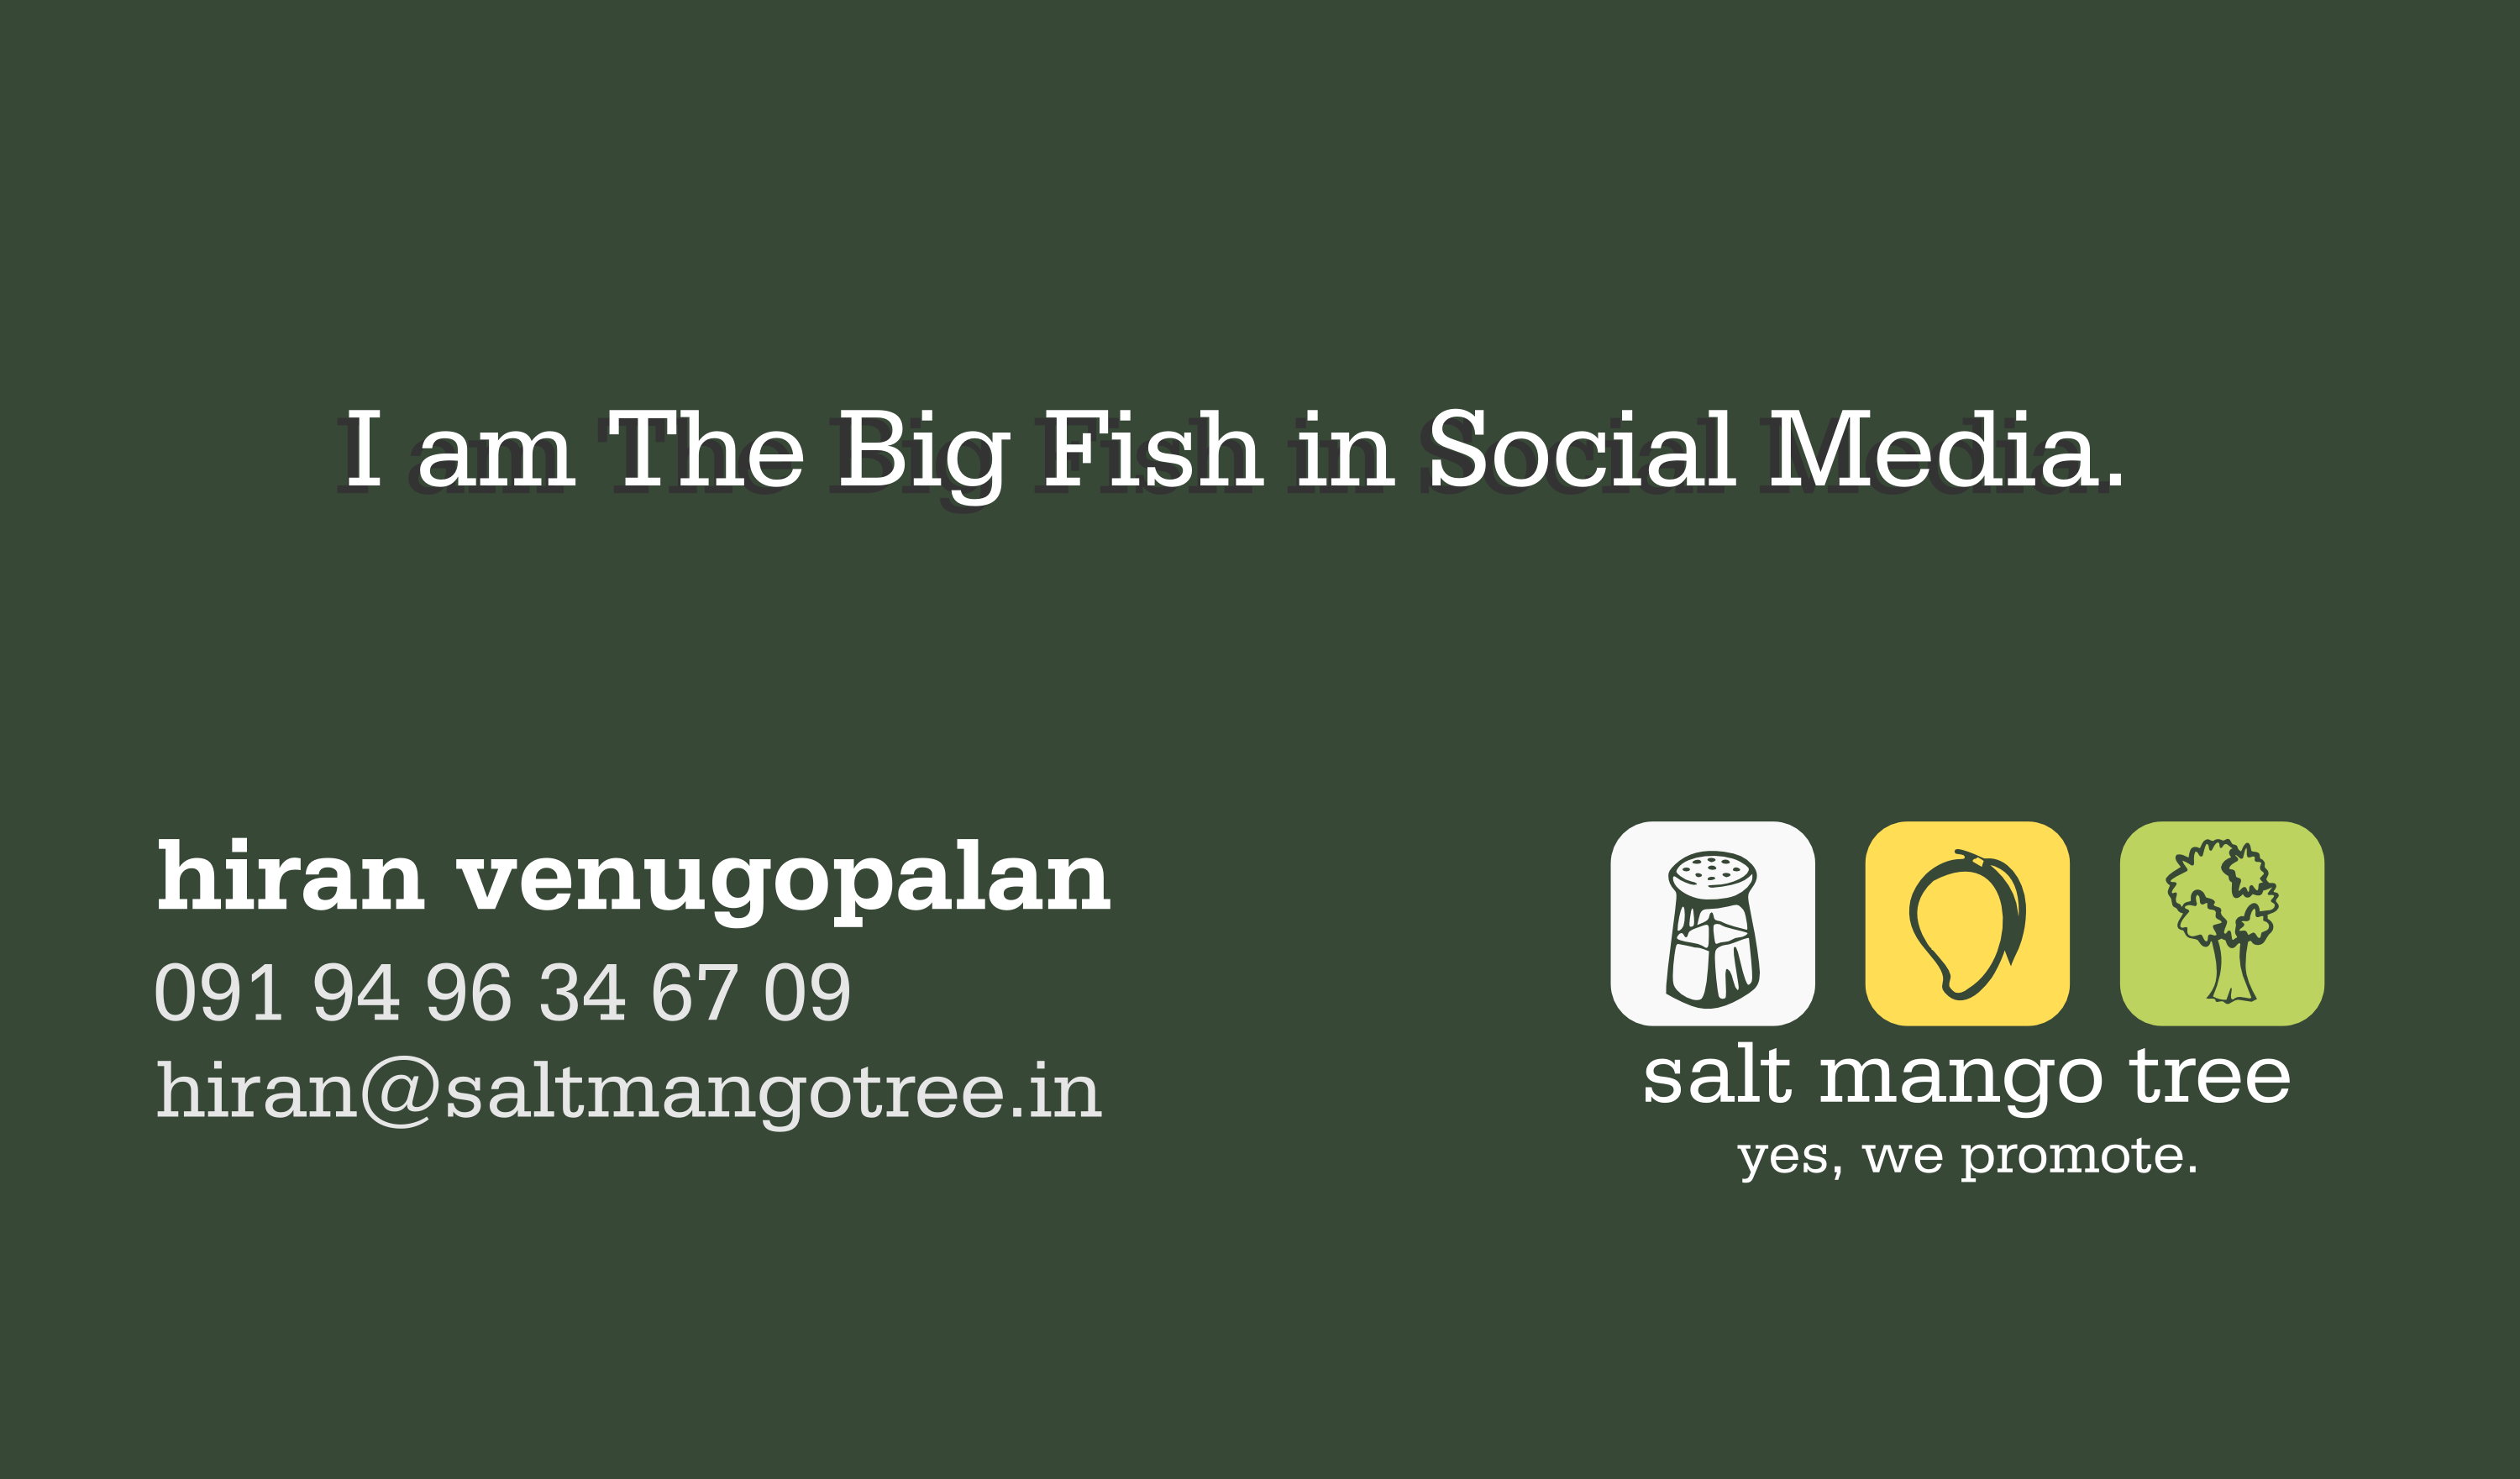 I am The Big Fish in Social Media.
hiran venugopalan
091 94 96 34 67 09
hiran@saltmangotree.in
salt mango tree
yes, we promote.